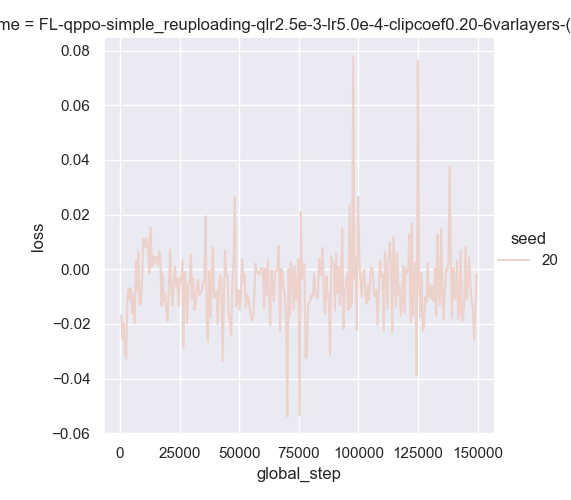 me = FL-qppo-simple_reuploading-qlr2.5e-3-lr5.0e-4-clipcoef0.20-6varlayers-(
0.08
0.06
0.04
0.02
0.00
−0.02
−0.04
−0.06
loss
0 25000 50000 75000 100000 125000 150000
global_step
seed
20